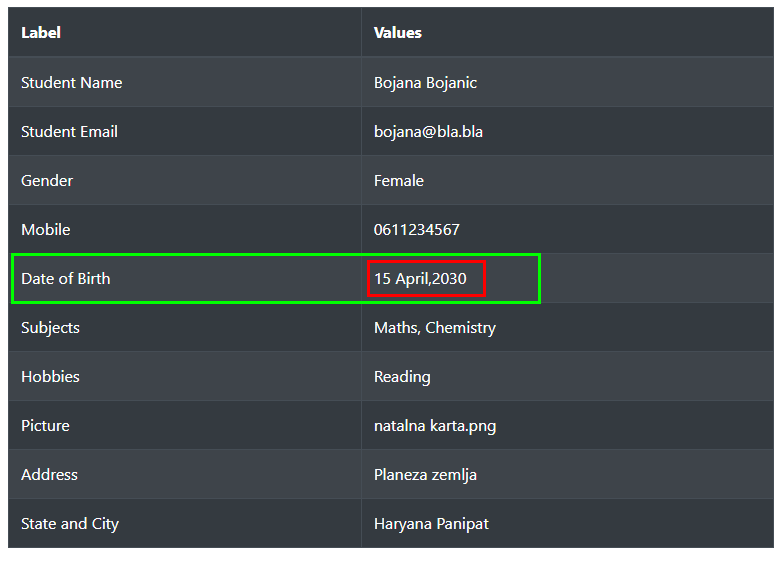 Label Values
Student Name Bojana Bojanic
Student Email bojana@bla.bla
Gender Female
Mobile 0611234567
Date of Birth 15 April,2030
Subjects Maths, Chemistry
Hobbies Reading
Picture natalna karta.png
Address Planeza zemlja
State and City Haryana Panipat